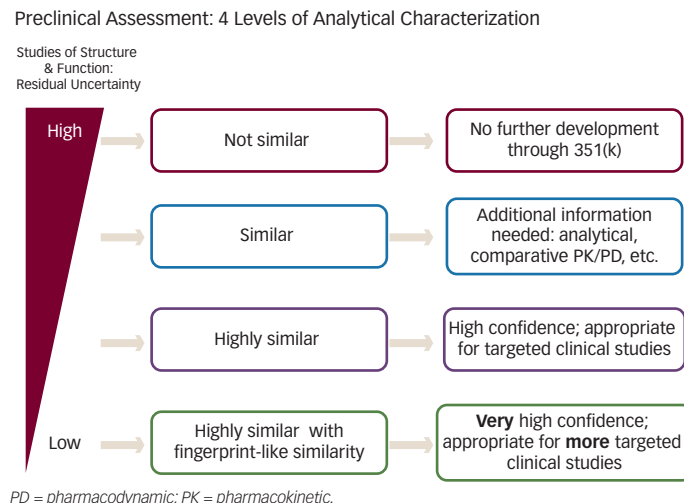 Preclinical Assessment: 4 Levels of Analytical Characterization
Studies of Structure
& Function:
Residual Uncertainty
High
Not similar
No further development
through 351(k)
Similar
Additional information
needed: analytical,
comparative PK/PD, etc.
Highly similar
High confidence; appropriate
for targeted clinical studies
Low
Highly similar with
fingerprint-like similarity
Very high confidence;
appropriate for more targeted
clinical studies
PD = pharmacodynamic; PK = pharmacokinetic.